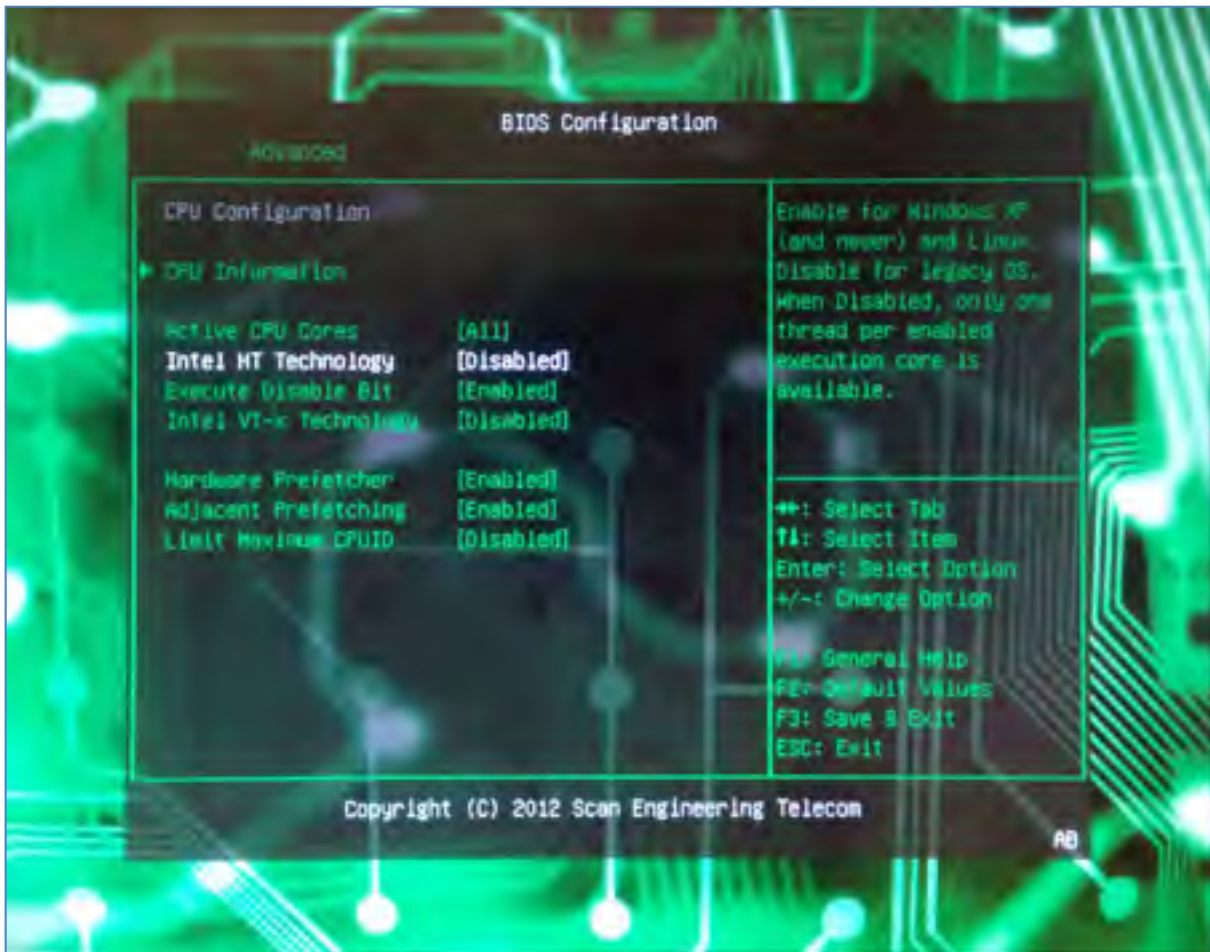 BIOS Configuration
Advanced
CPU Configuration
CPU Information
Active CPU Cores [All]
Intel HT Technology [Disabled]
Execute Disable Bit [Enabled]
Intel VT-x Technology [Disabled]
Hardware Prefetcher [Enabled]
Adjacent Prefetching [Enabled]
Limit Maximum CPUID [Disabled]
Enable for Windows XP
(and newer) and Linux.
Disable for legacy OS.
When Disabled, only one
thread per enabled
execution core is
available.
→←: Select Tab
↑↓: Select Item
Enter: Select Option
+/-: Change Option
F1: General Help
F2: Default Values
F3: Save & Exit
ESC: Exit
Copyright (C) 2012 Scan Engineering Telecom
AB